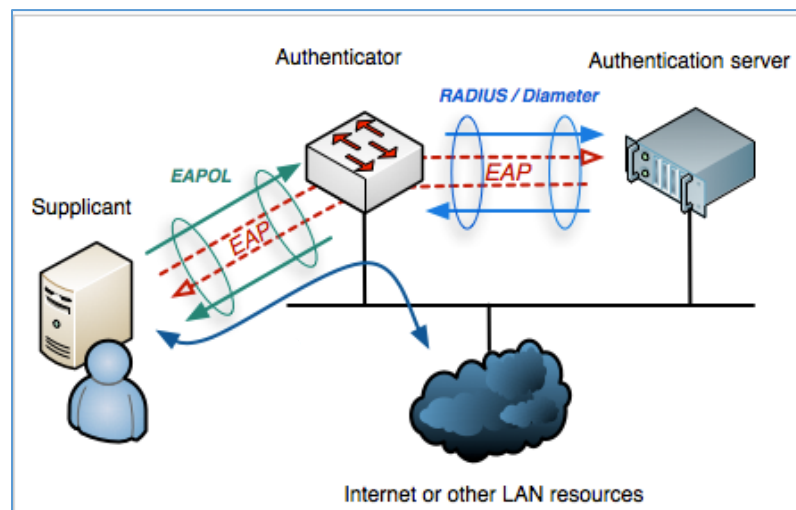 Authenticator
Authentication server
RADIUS / Diameter
EAPOL
EAP
Supplicant
EAP
Internet or other LAN resources